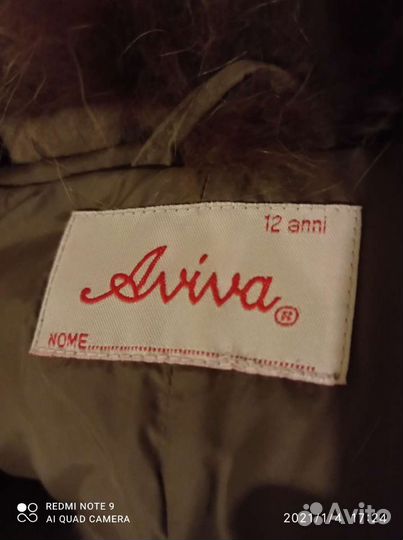 12 anni
Aviva®
NOME
REDMI NOTE 9
AI QUAD CAMERA
2021/1/4 17:24
Avito